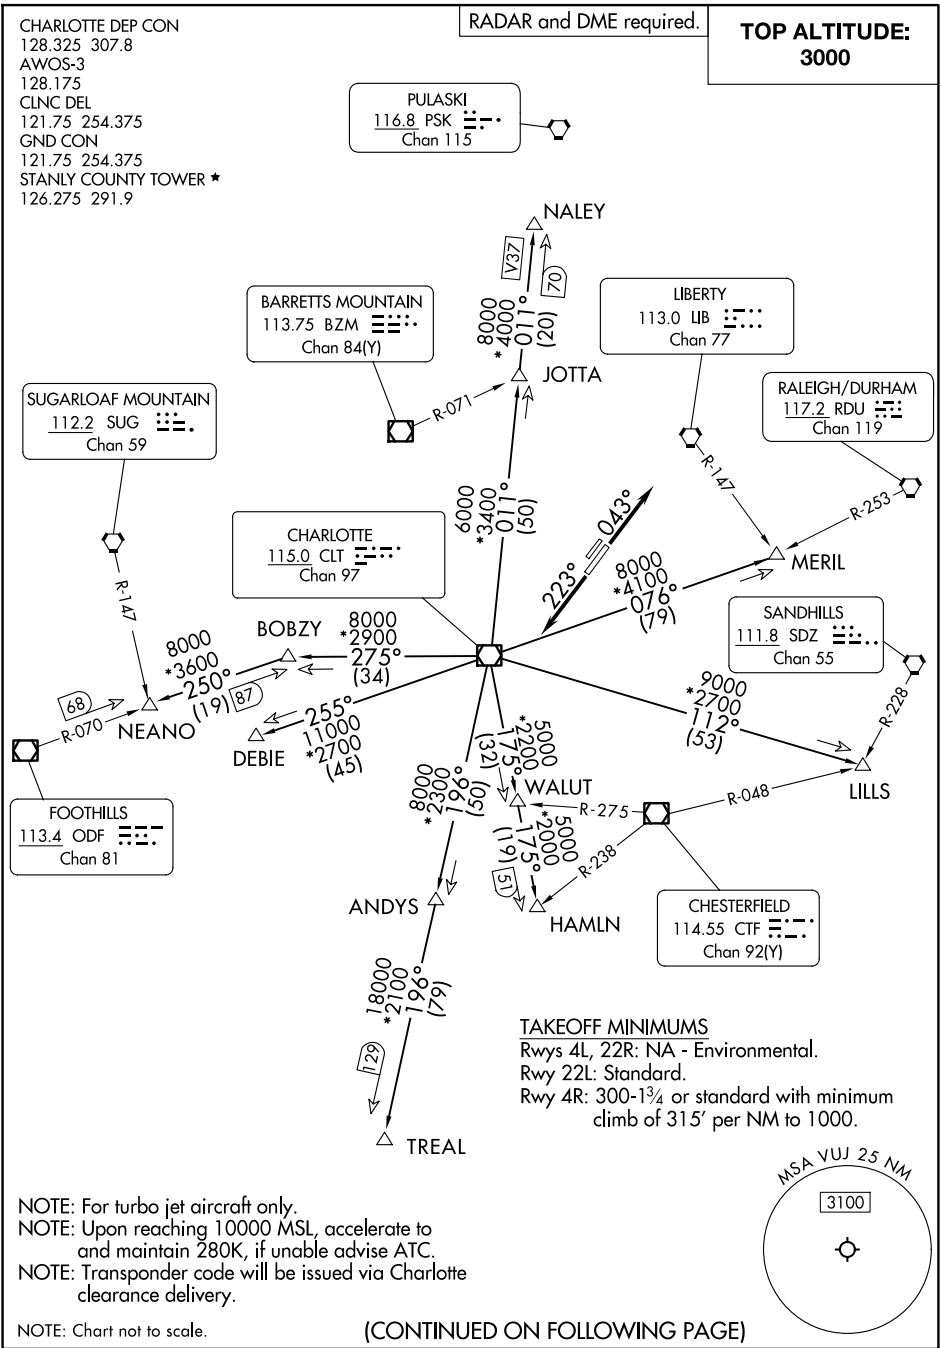 CHARLOTTE DEP CON
128.325 307.8
AWOS-3
128.175
CLNC DEL
121.75 254.375
GND CON
121.75 254.375
STANLY COUNTY TOWER ★
126.275 291.9
RADAR and DME required.
TOP ALTITUDE:
3000
PULASKI
116.8 PSK
Chan 115
NALEY
V37
70
8000
*4000
011°
(20)
BARRETTS MOUNTAIN
113.75 BZM
Chan 84(Y)
LIBERTY
113.0 LIB
Chan 77
JOTTA
R-071
SUGARLOAF MOUNTAIN
112.2 SUG
Chan 59
RALEIGH/DURHAM
117.2 RDU
Chan 119
R-147
R-253
6000
*3400
011°
(50)
CHARLOTTE
115.0 CLT
Chan 97
223°
043°
MERIL
8000
*4100
076°
(79)
R-147
BOBZY
8000
*2900
275°
(34)
SANDHILLS
111.8 SDZ
Chan 55
8000
*3600
250°
(19)
87
68
R-070
NEANO
255°
11000
*2700
(45)
DEBIE
9000
*2700
112°
(53)
R-228
LILLS
FOOTHILLS
113.4 ODF
Chan 81
8000
*2300
196°
(50)
5000
*2200
175°
(32)
WALUT
R-275
R-048
5000
*2000
175°
(19)
51
R-238
ANDYS
HAMLN
CHESTERFIELD
114.55 CTF
Chan 92(Y)
18000
*2100
196°
(79)
129
TREAL
TAKEOFF MINIMUMS
Rwys 4L, 22R: NA - Environmental.
Rwy 22L: Standard.
Rwy 4R: 300-1¾ or standard with minimum
climb of 315' per NM to 1000.
MSA VUJ 25 NM
3100
NOTE: For turbo jet aircraft only.
NOTE: Upon reaching 10000 MSL, accelerate to
and maintain 280K, if unable advise ATC.
NOTE: Transponder code will be issued via Charlotte
clearance delivery.
NOTE: Chart not to scale.
(CONTINUED ON FOLLOWING PAGE)